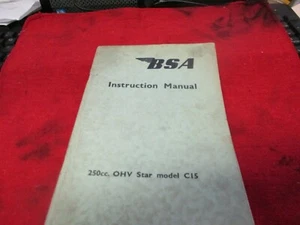 BSA
Instruction Manual
250cc. OHV Star model C15